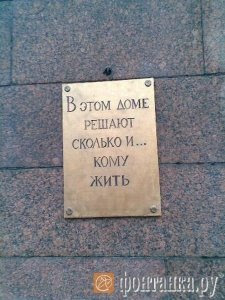 В ЭТОМ ДОМЕ
РЕШАЮТ
СКОЛЬКО И...
КОМУ
ЖИТЬ
фонтанка.ру